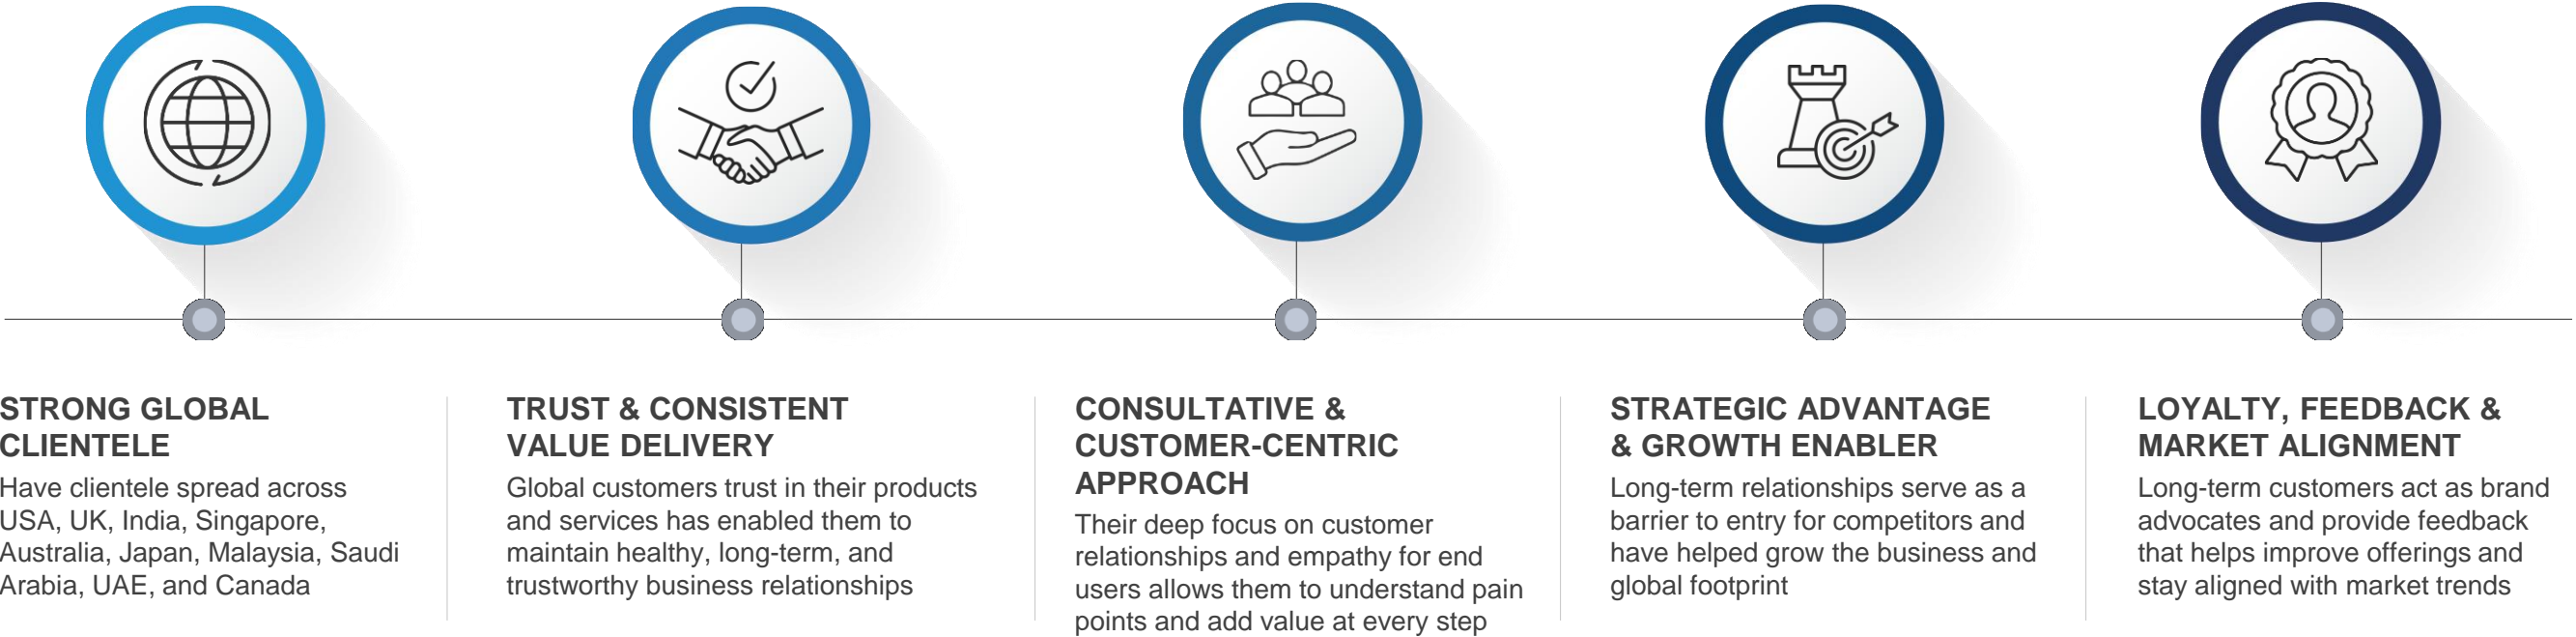 STRONG GLOBAL
CLIENTELE
Have clientele spread across
USA, UK, India, Singapore,
Australia, Japan, Malaysia, Saudi
Arabia, UAE, and Canada
TRUST & CONSISTENT
VALUE DELIVERY
Global customers trust in their products
and services has enabled them to
maintain healthy, long-term, and
trustworthy business relationships
CONSULTATIVE &
CUSTOMER-CENTRIC
APPROACH
Their deep focus on customer
relationships and empathy for end
users allows them to understand pain
points and add value at every step
STRATEGIC ADVANTAGE
& GROWTH ENABLER
Long-term relationships serve as a
barrier to entry for competitors and
have helped grow the business and
global footprint
LOYALTY, FEEDBACK &
MARKET ALIGNMENT
Long-term customers act as brand
advocates and provide feedback
that helps improve offerings and
stay aligned with market trends